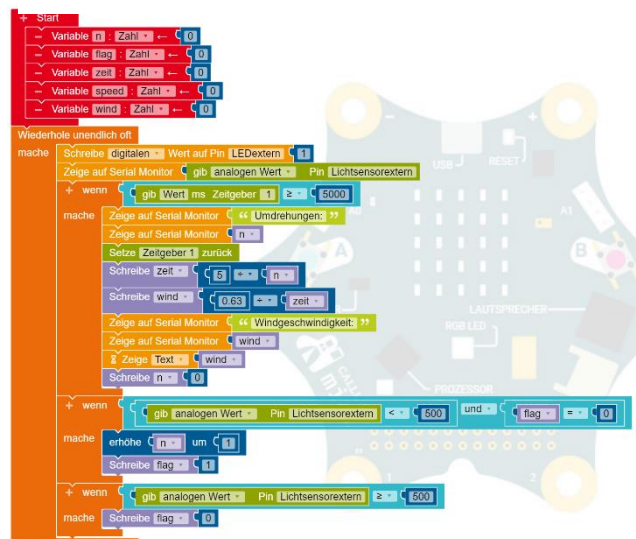 + Start
− Variable n : Zahl ← 0
− Variable flag : Zahl ← 0
− Variable zeit : Zahl ← 0
− Variable speed : Zahl ← 0
− Variable wind : Zahl ← 0
Wiederhole unendlich oft
mache Schreibe digitalen Wert auf Pin LEDextern 1
Zeige auf Serial Monitor gib analogen Wert Pin Lichtsensorextern
+ wenn gib Wert ms Zeitgeber 1 ≥ 5000
mache Zeige auf Serial Monitor “ Umdrehungen: ”
Zeige auf Serial Monitor n
Setze Zeitgeber 1 zurück
Schreibe zeit 5 ÷ n
Schreibe wind 0.63 ÷ zeit
Zeige auf Serial Monitor “ Windgeschwindigkeit: ”
Zeige auf Serial Monitor wind
Zeige Text wind
Schreibe n 0
+ wenn gib analogen Wert Pin Lichtsensorextern < 500 und flag = 0
mache erhöhe n um 1
Schreibe flag 1
+ wenn gib analogen Wert Pin Lichtsensorextern ≥ 500
mache Schreibe flag 0
USB
RESET
A1
A
B
LAUTSPRECHER
RGB LED
PROZESSOR
1
2